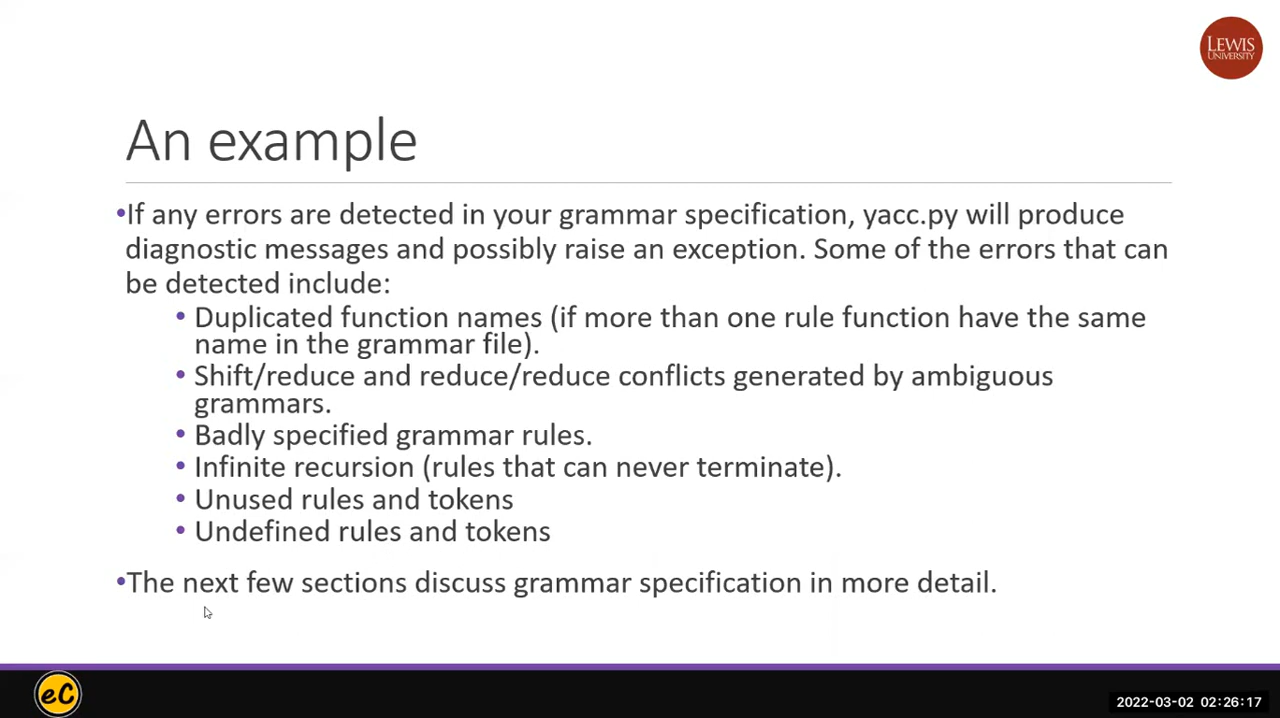 LEWIS
UNIVERSITY
An example
•If any errors are detected in your grammar specification, yacc.py will produce
diagnostic messages and possibly raise an exception. Some of the errors that can
be detected include:
• Duplicated function names (if more than one rule function have the same
name in the grammar file).
• Shift/reduce and reduce/reduce conflicts generated by ambiguous
grammars.
• Badly specified grammar rules.
• Infinite recursion (rules that can never terminate).
• Unused rules and tokens
• Undefined rules and tokens
•The next few sections discuss grammar specification in more detail.
eC
2022-03-02 02:26:17